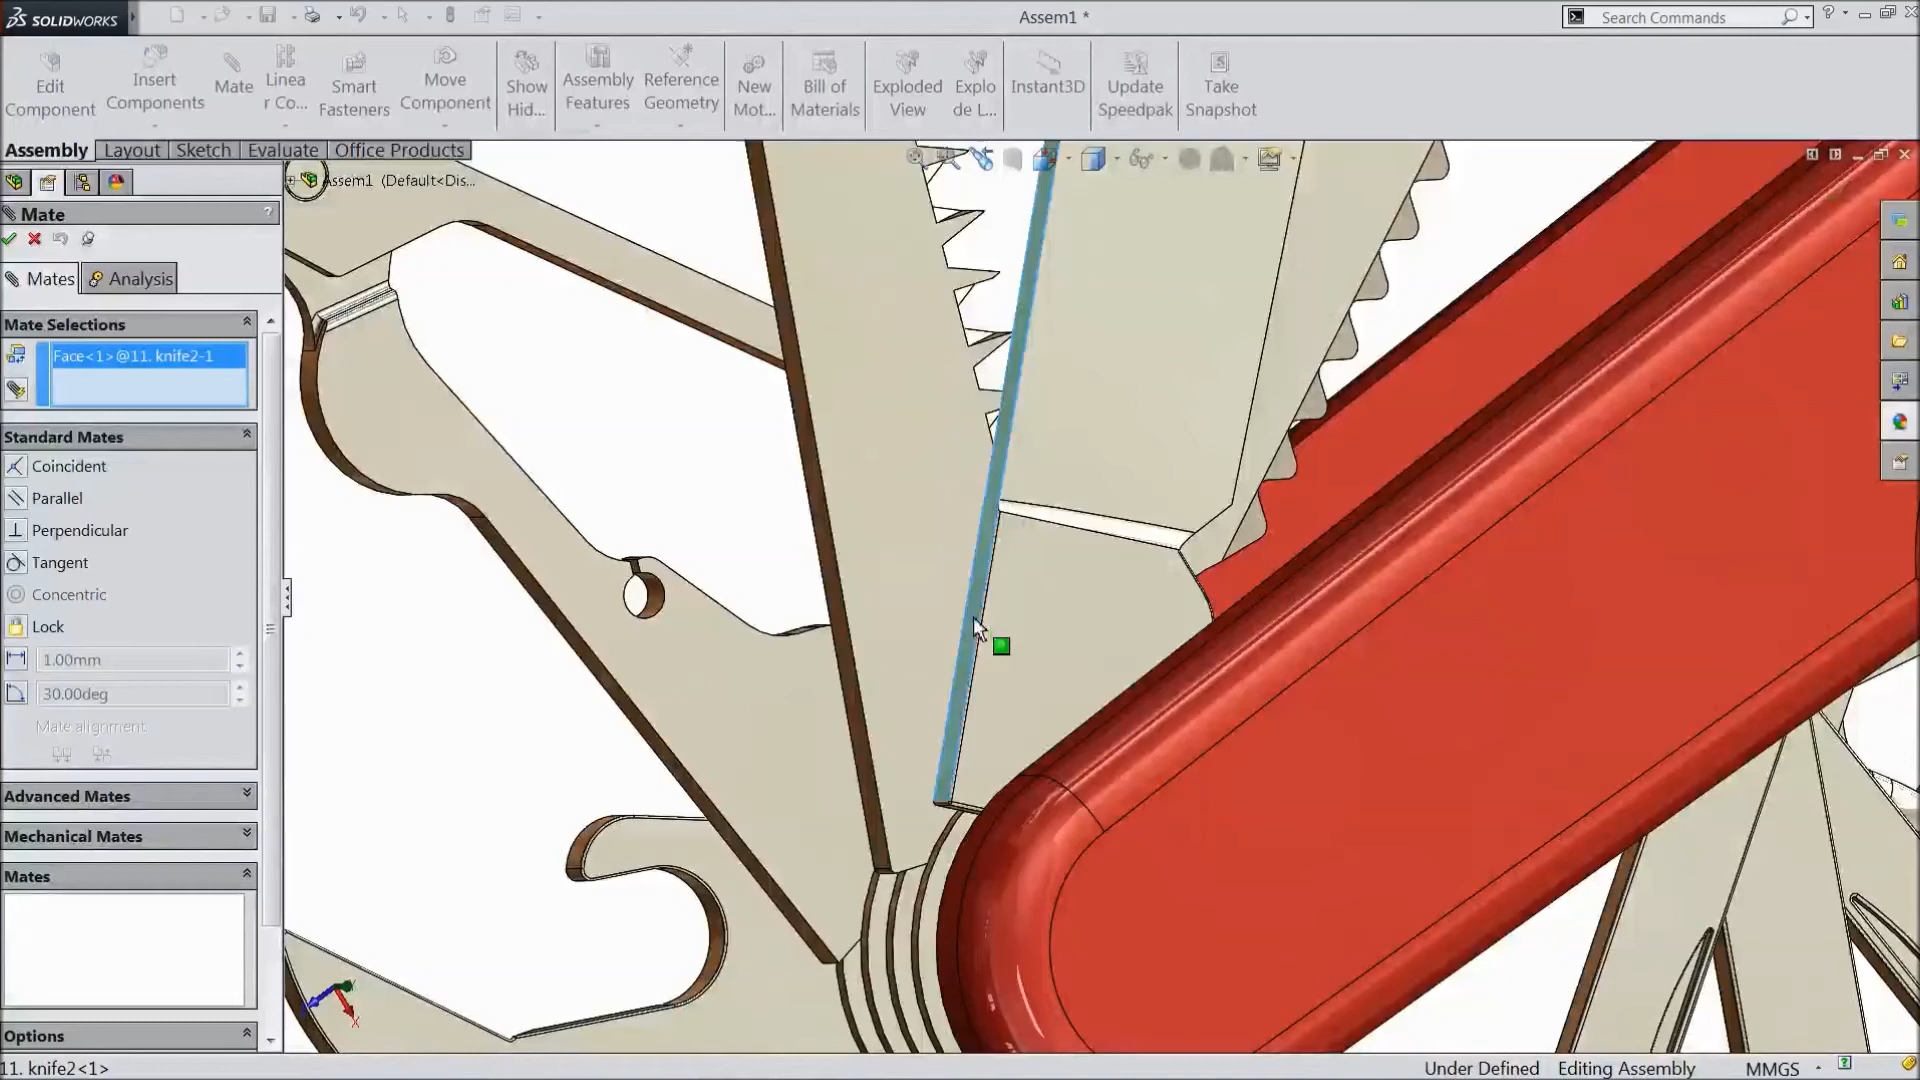 SOLIDWORKS
Assem1 *
Search Commands
Edit Component
Insert Components
Mate
Linea r Co...
Smart Fasteners
Move Component
Show Hid...
Assembly Features
Reference Geometry
New Mot...
Bill of Materials
Exploded View
Explo de L...
Instant3D
Update Speedpak
Take Snapshot
Assembly
Layout
Sketch
Evaluate
Office Products
Assem1 (Default<Dis...
Mate
?
Mates
Analysis
Mate Selections
Face<1>@11. knife2-1
Standard Mates
Coincident
Parallel
Perpendicular
Tangent
Concentric
Lock
1.00mm
30.00deg
Mate alignment
Advanced Mates
Mechanical Mates
Mates
Options
X
11. knife2<1>
Under Defined
Editing Assembly
MMGS